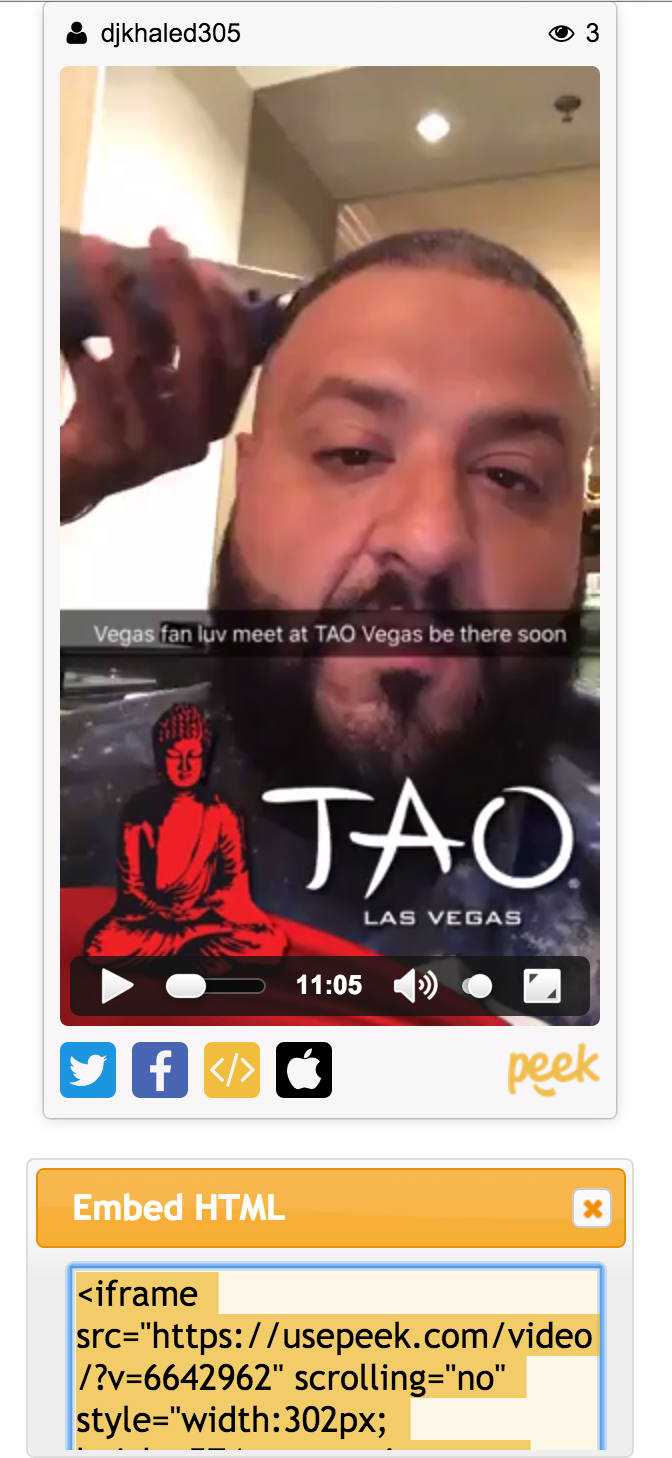 djkhaled305
3
Vegas fan luv meet at TAO Vegas be there soon
TAO
LAS VEGAS
11:05
</>
peek
Embed HTML
<iframe
src="https://usepeek.com/video
/?v=6642962" scrolling="no"
style="width:302px;